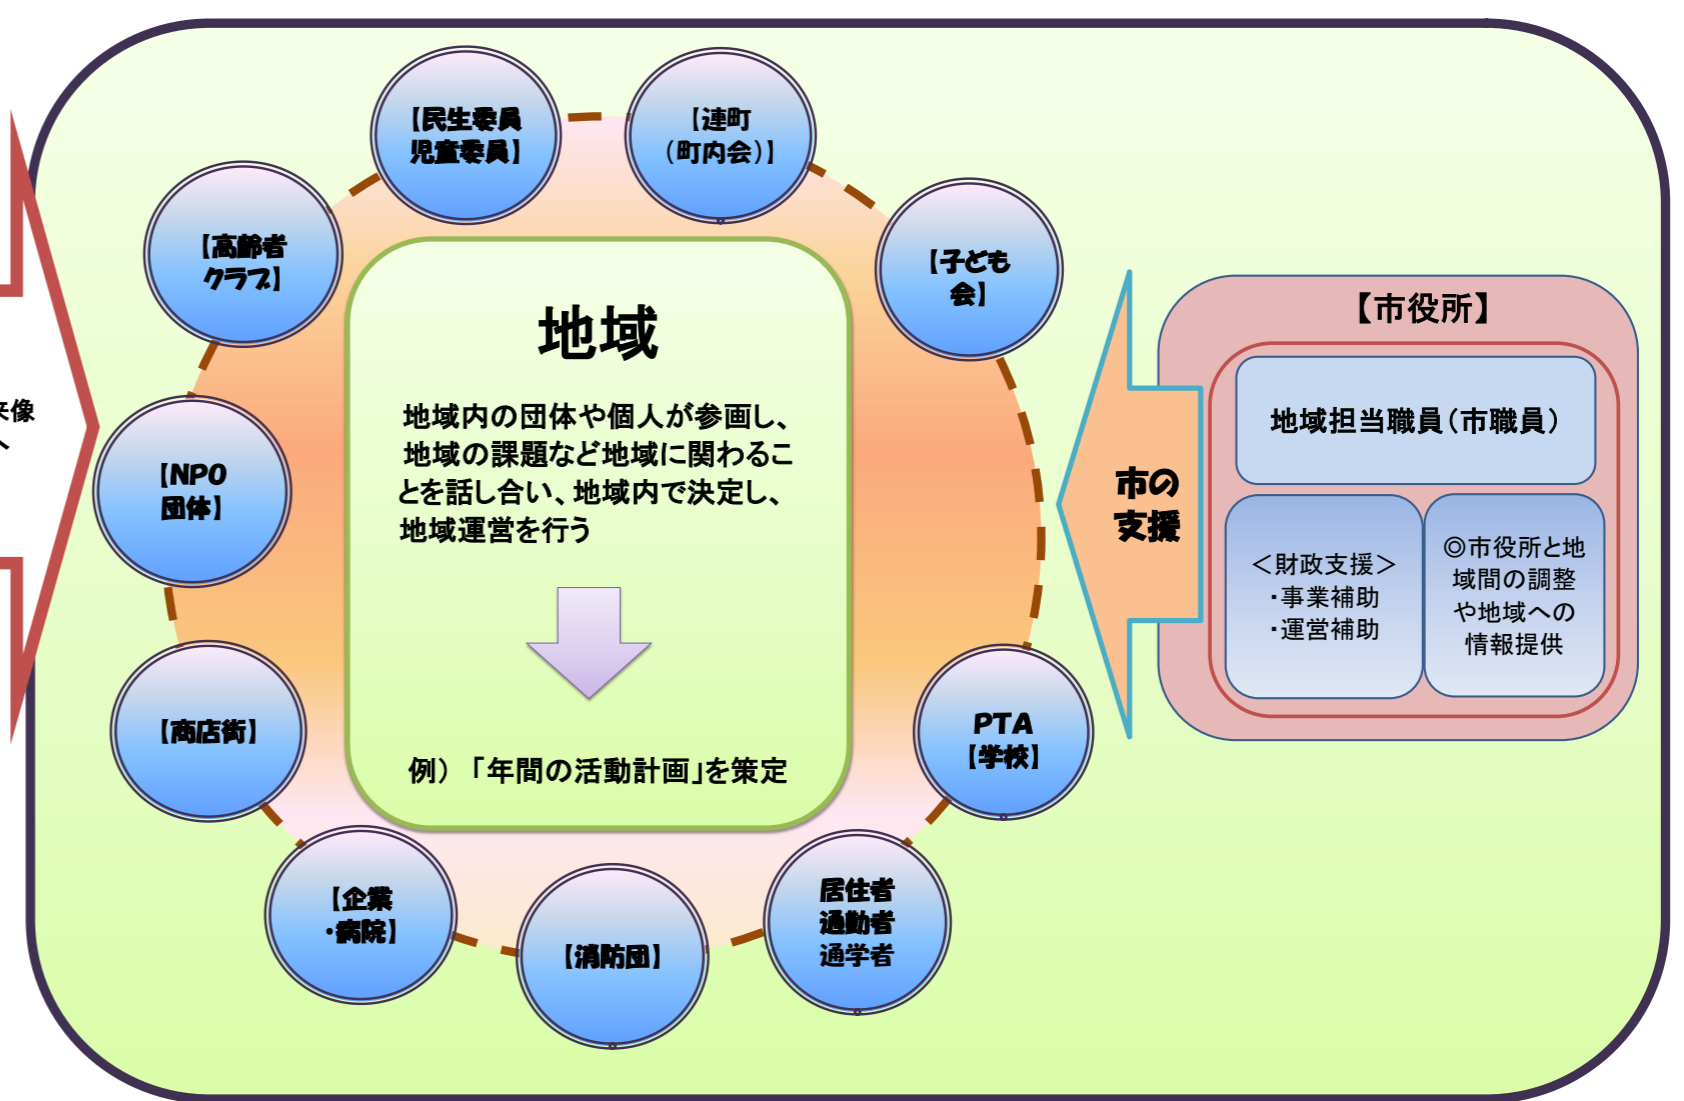 来像
へ
【民生委員
児童委員】
【連町
（町内会）】
【高齢者
クラブ】
【子ども
会】
【NPO
団体】
【商店街】
【企業
・病院】
【消防団】
居住者
通勤者
通学者
PTA
【学校】
地域
地域内の団体や個人が参画し、
地域の課題など地域に関わるこ
とを話し合い、地域内で決定し、
地域運営を行う
例） 「年間の活動計画」を策定
市の
支援
【市役所】
地域担当職員（市職員）
＜財政支援＞
・事業補助
・運営補助
◎市役所と地
域間の調整
や地域への
情報提供